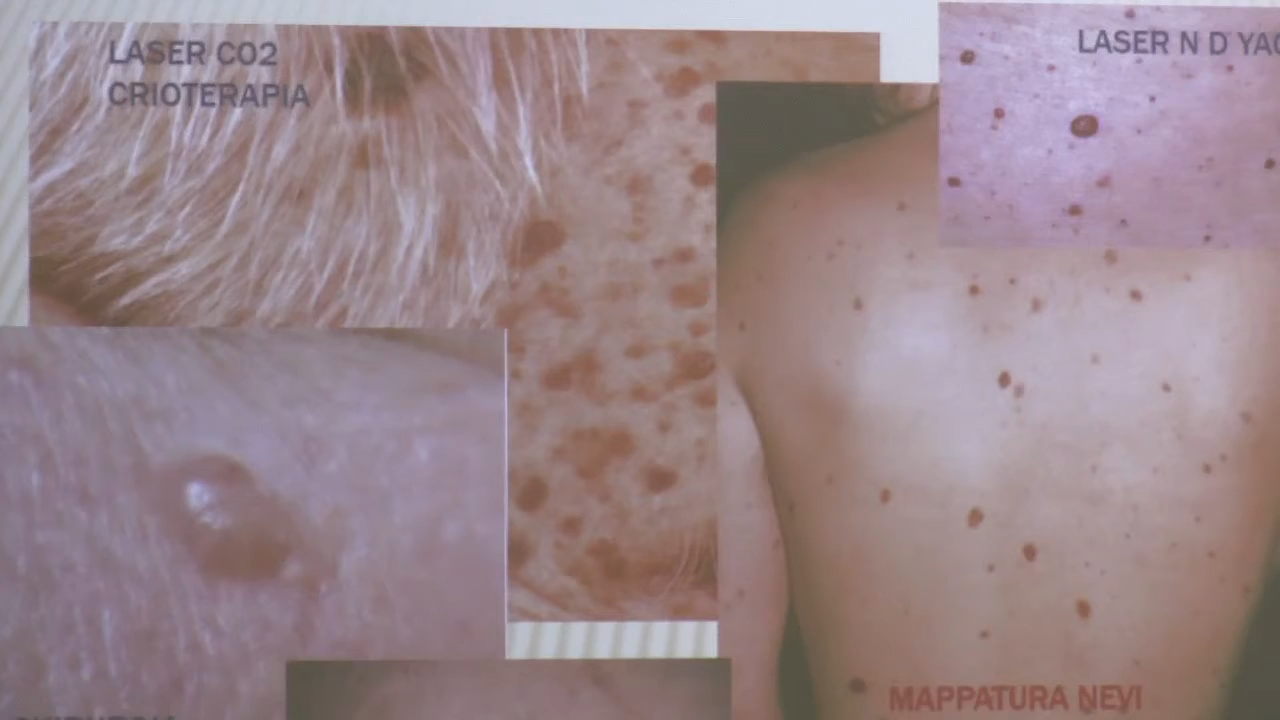 LASER CO2
CRIOTERAPIA
LASER N D YAG
MAPPATURA NEVI